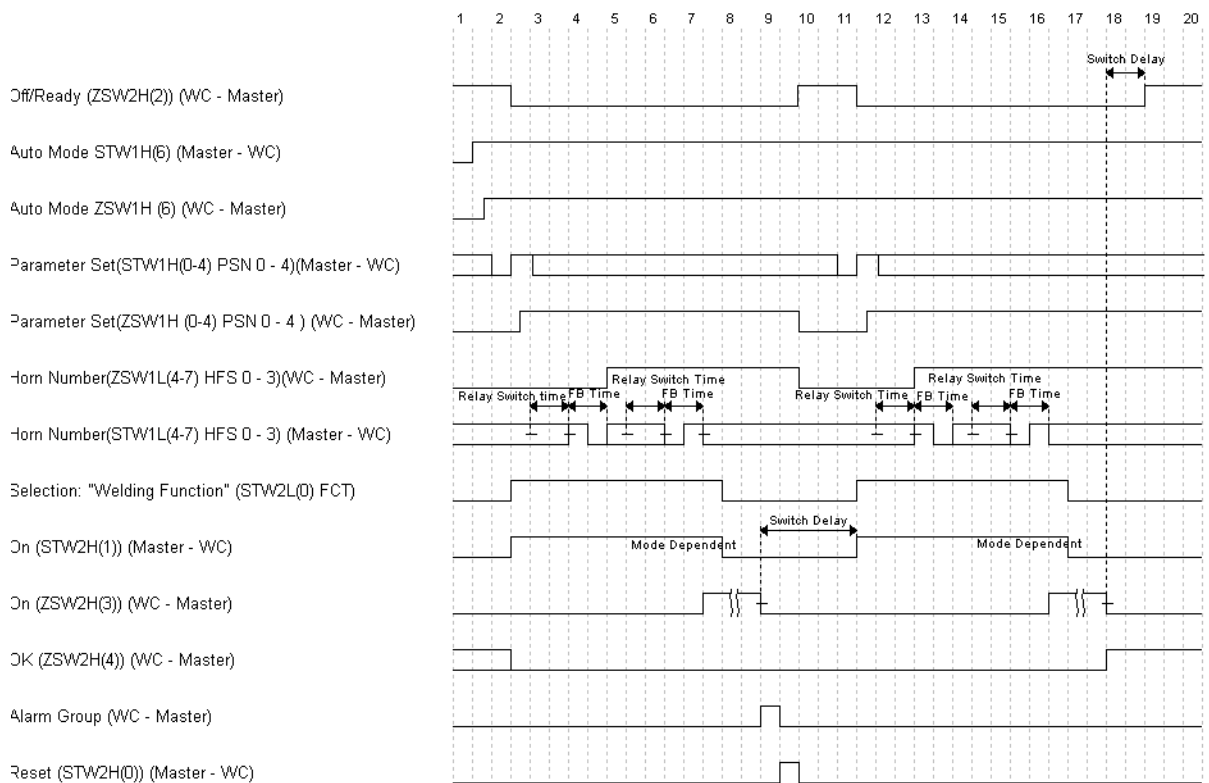 1 2 3 4 5 6 7 8 9 10 11 12 13 14 15 16 17 18 19 20
Switch Delay
Off/Ready (ZSW2H(2)) (WC - Master)
Auto Mode STW1H(6) (Master - WC)
Auto Mode ZSW1H (6) (WC - Master)
Parameter Set(STW1H(0-4) PSN 0 - 4)(Master - WC)
Parameter Set(ZSW1H (0-4) PSN 0 - 4 ) (WC - Master)
Horn Number(ZSW1L(4-7) HFS 0 - 3)(WC - Master)
Relay Switch Time Relay Switch Time
Relay Switch time FB Time FB Time Relay Switch Time FB Time FB Time
Horn Number(STW1L(4-7) HFS 0 - 3) (Master - WC)
Selection: "Welding Function" (STW2L(0) FCT)
Switch Delay
On (STW2H(1)) (Master - WC)
Mode Dependent Mode Dependent
On (ZSW2H(3)) (WC - Master)
OK (ZSW2H(4)) (WC - Master)
Alarm Group (WC - Master)
Reset (STW2H(0)) (Master - WC)